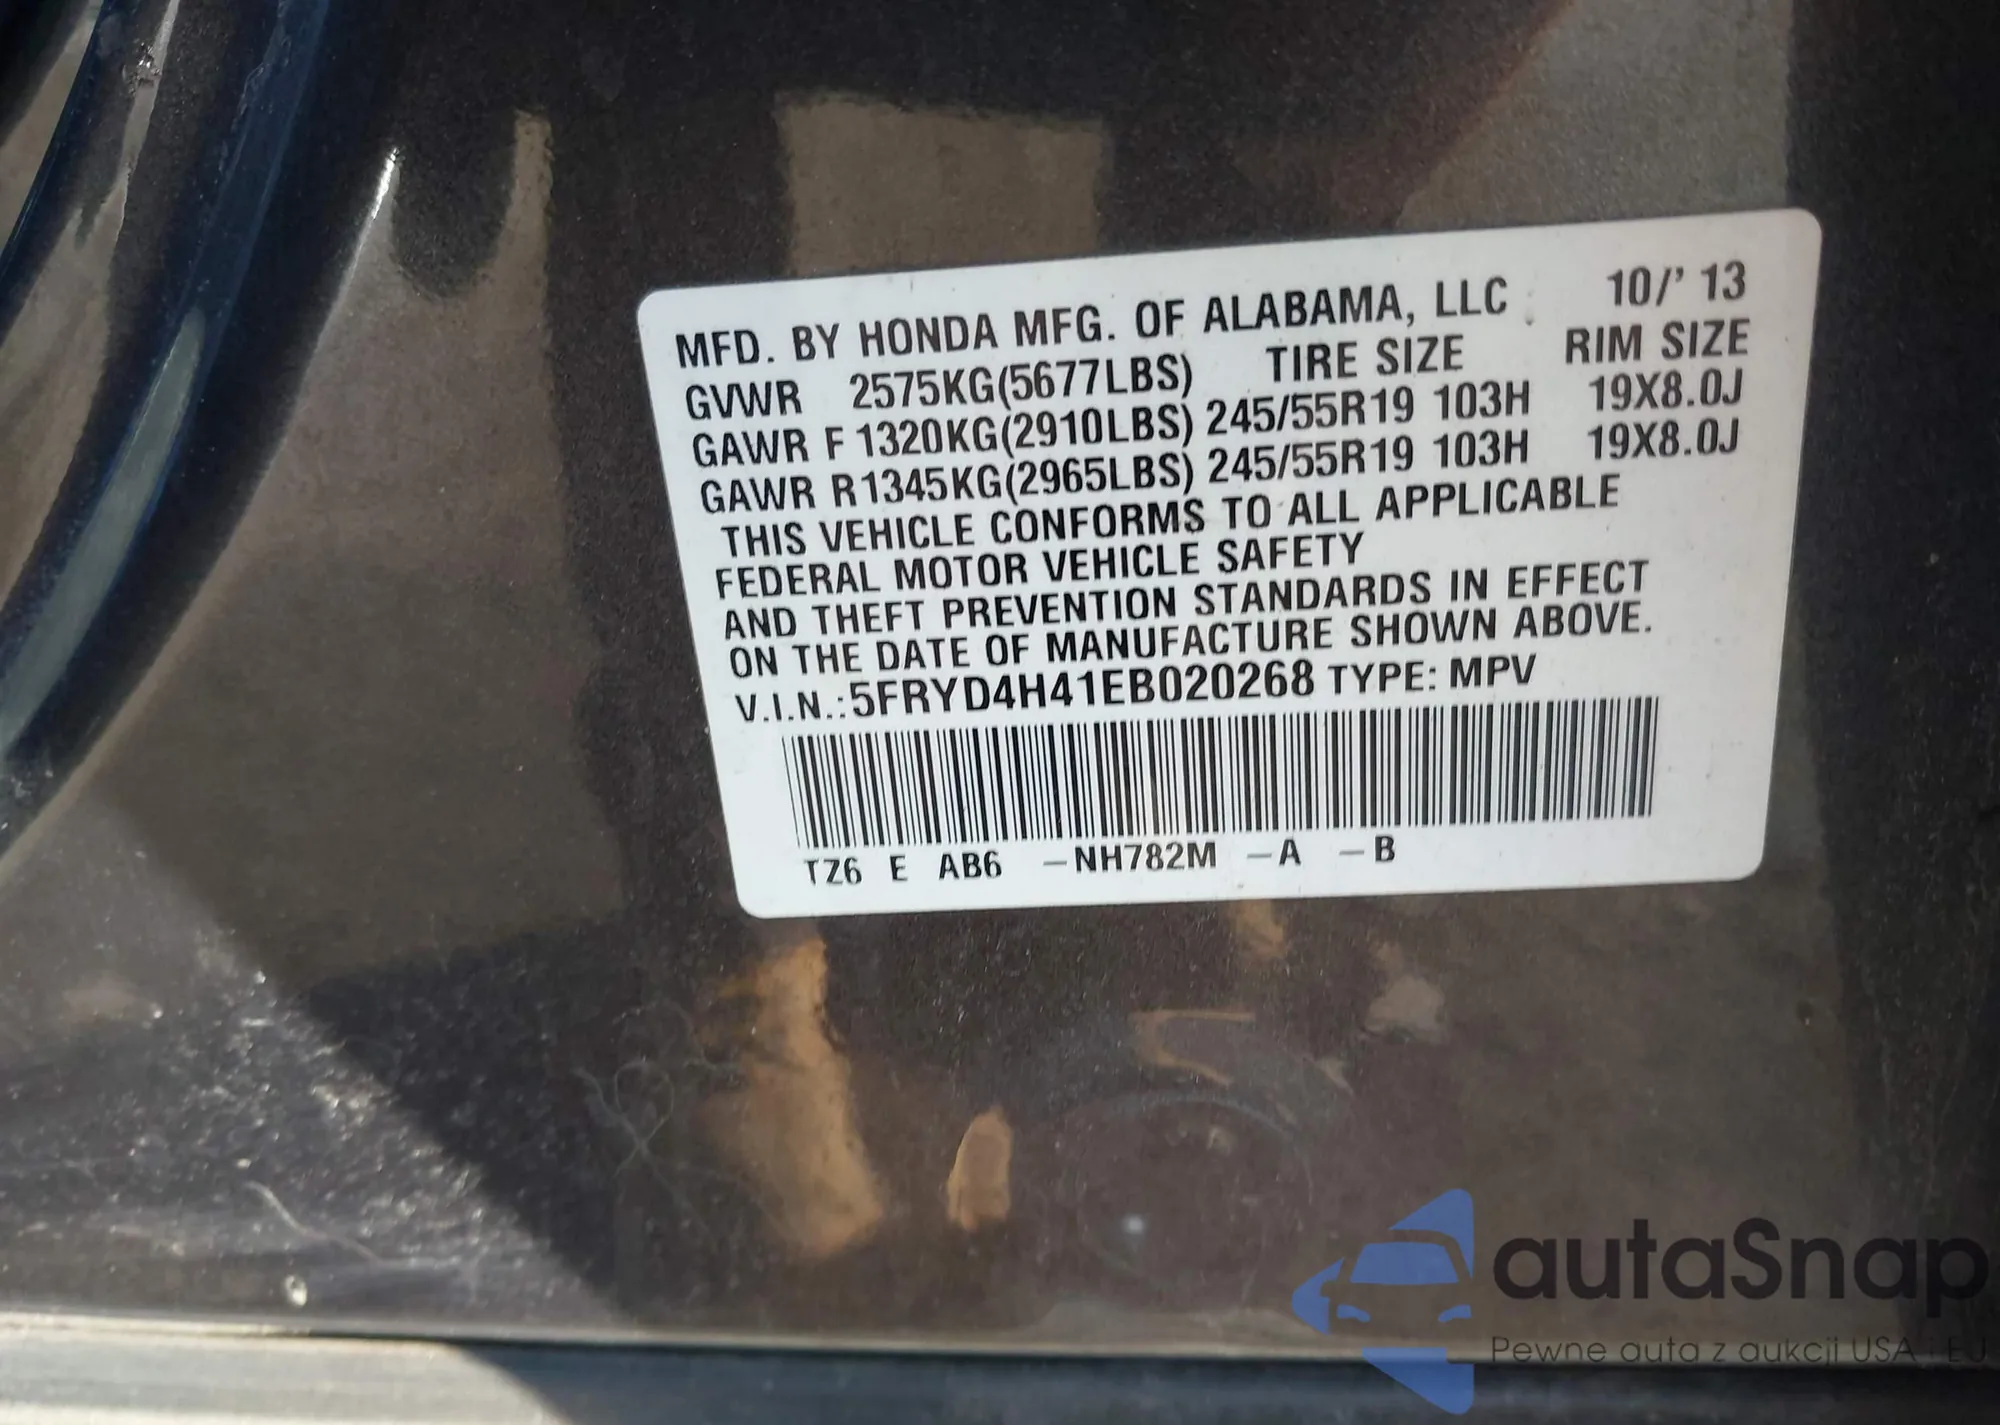 MFD. BY HONDA MFG. OF ALABAMA, LLC 10/' 13
GVWR 2575KG(5677LBS) TIRE SIZE RIM SIZE
GAWR F 1320KG(2910LBS) 245/55R19 103H 19X8.0J
GAWR R 1345KG(2965LBS) 245/55R19 103H 19X8.0J
THIS VEHICLE CONFORMS TO ALL APPLICABLE
FEDERAL MOTOR VEHICLE SAFETY
AND THEFT PREVENTION STANDARDS IN EFFECT
ON THE DATE OF MANUFACTURE SHOWN ABOVE.
V.I.N.:5FRYD4H41EB020268 TYPE: MPV
TZ6 E AB6 -NH782M -A -B
autaSnap
Pewne auta z aukcji USA i EU